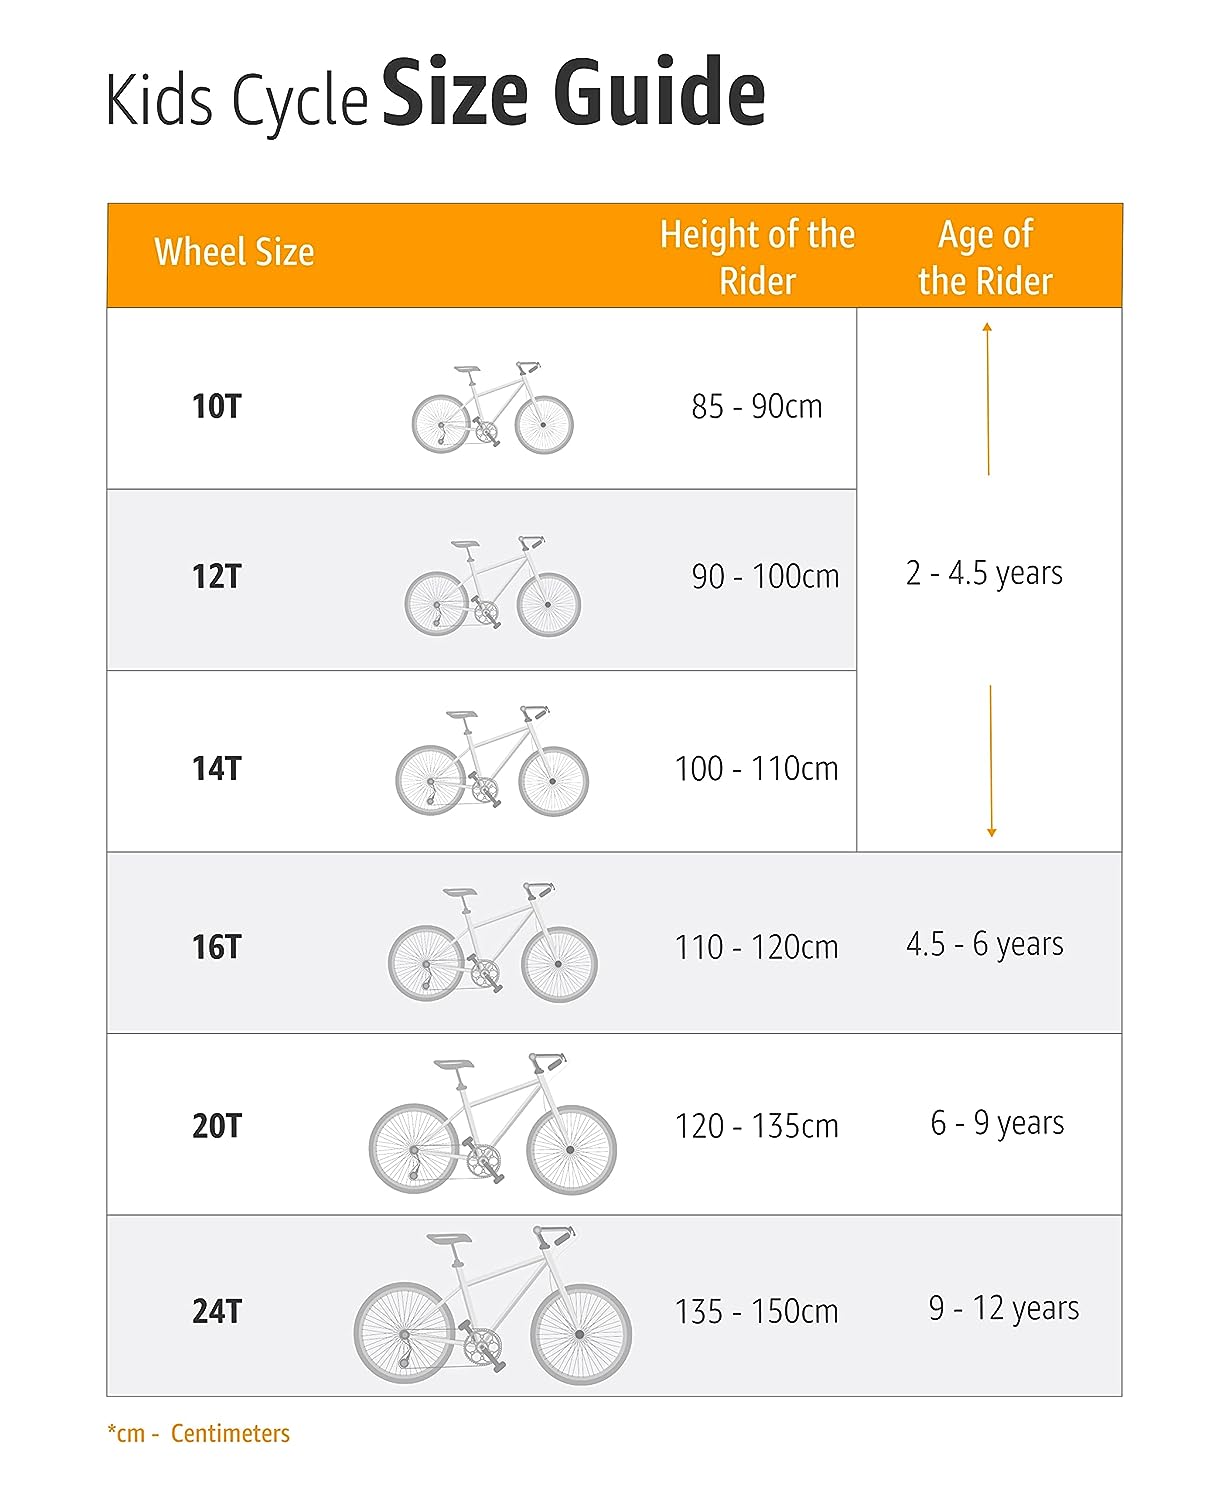 Kids Cycle Size Guide
Wheel Size
Height of the
Rider
Age of
the Rider
10T
85 - 90cm
12T
90 - 100cm
2 - 4.5 years
14T
100 - 110cm
16T
110 - 120cm
4.5 - 6 years
20T
120 - 135cm
6 - 9 years
24T
135 - 150cm
9 - 12 years
*cm - Centimeters